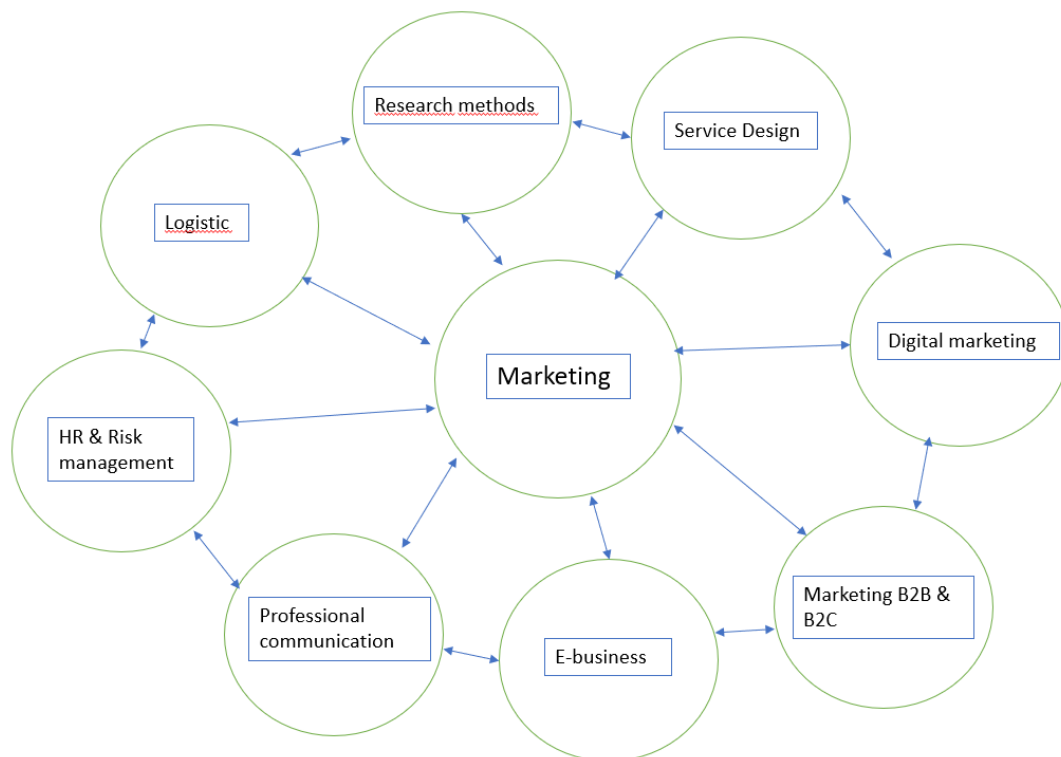 Research methods
Service Design
Logistic
Digital marketing
Marketing
HR & Risk
management
Marketing B2B &
B2C
Professional
communication
E-business